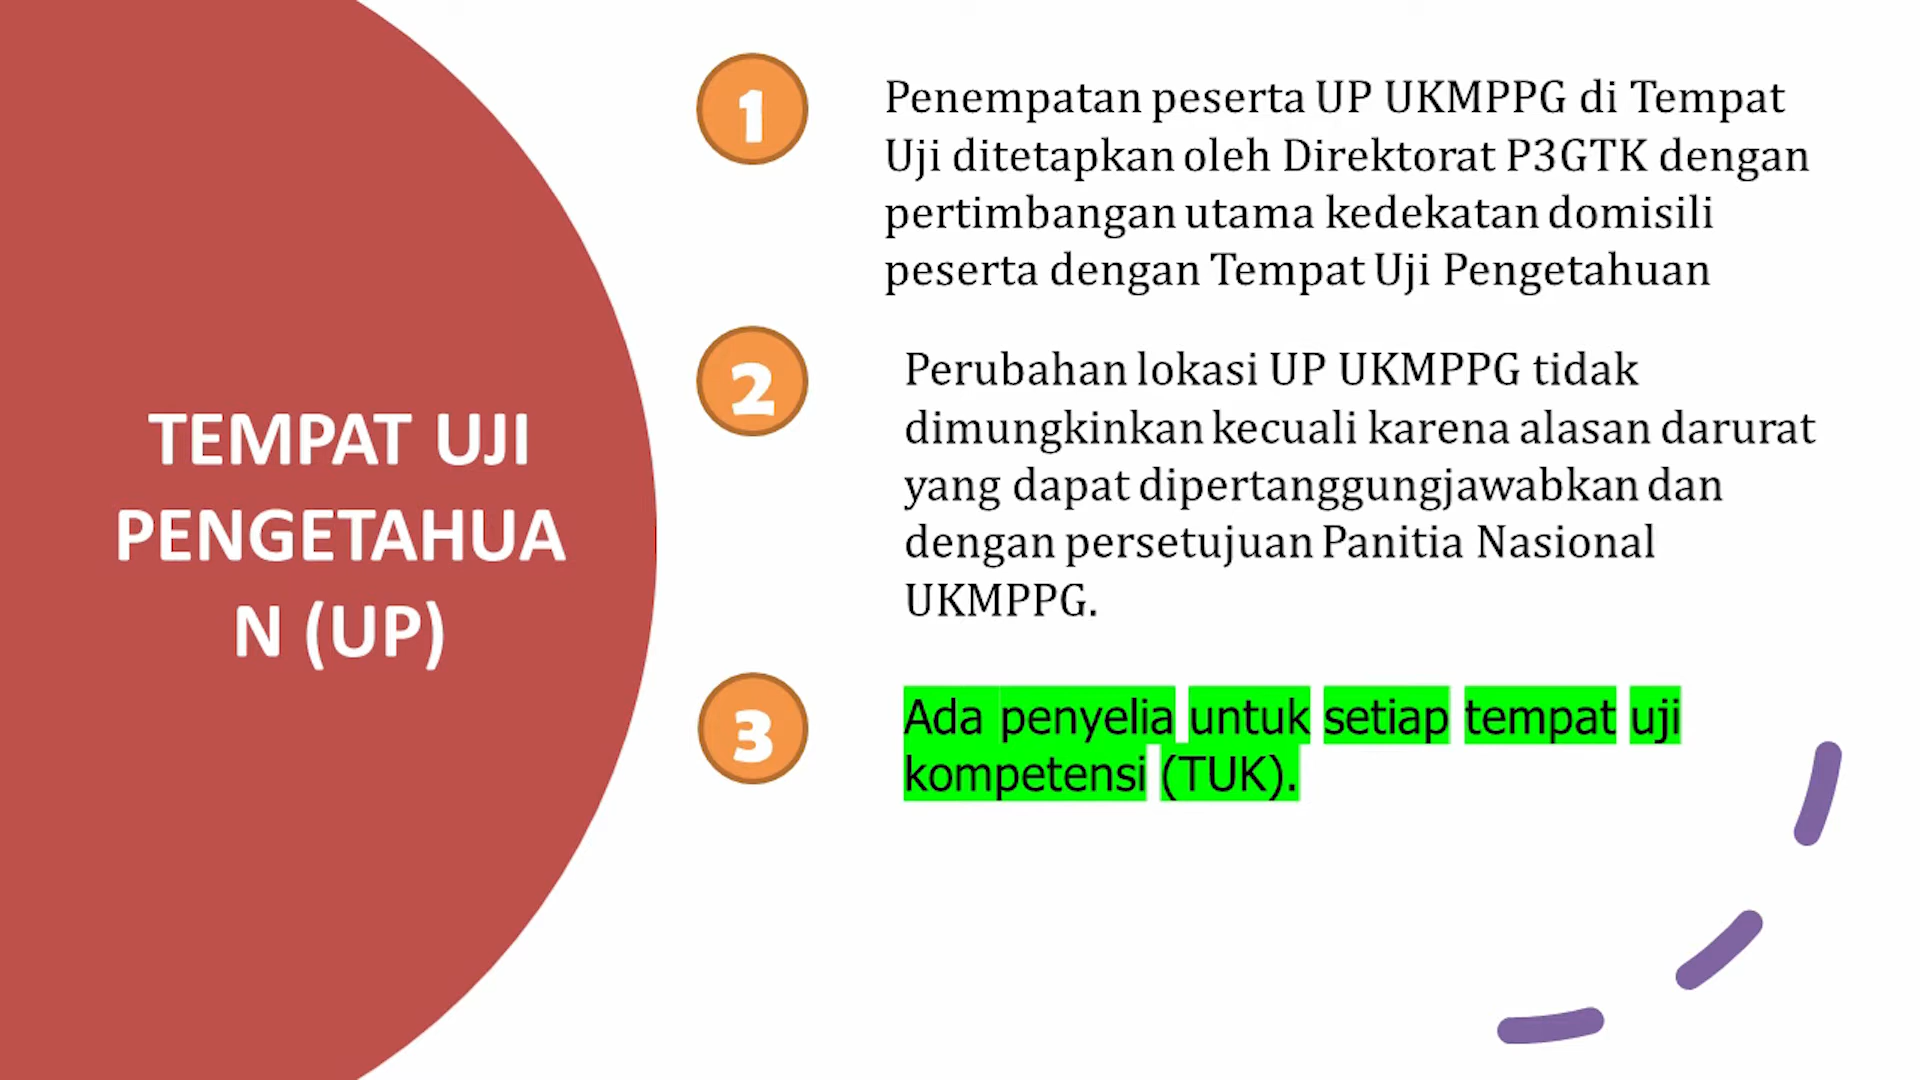 TEMPAT UJI
PENGETAHUA
N (UP)
1
Penempatan peserta UP UKMPPG di Tempat
Uji ditetapkan oleh Direktorat P3GTK dengan
pertimbangan utama kedekatan domisili
peserta dengan Tempat Uji Pengetahuan
2
Perubahan lokasi UP UKMPPG tidak
dimungkinkan kecuali karena alasan darurat
yang dapat dipertanggungjawabkan dan
dengan persetujuan Panitia Nasional
UKMPPG.
3
Ada penyelia untuk setiap tempat uji
kompetensi (TUK).